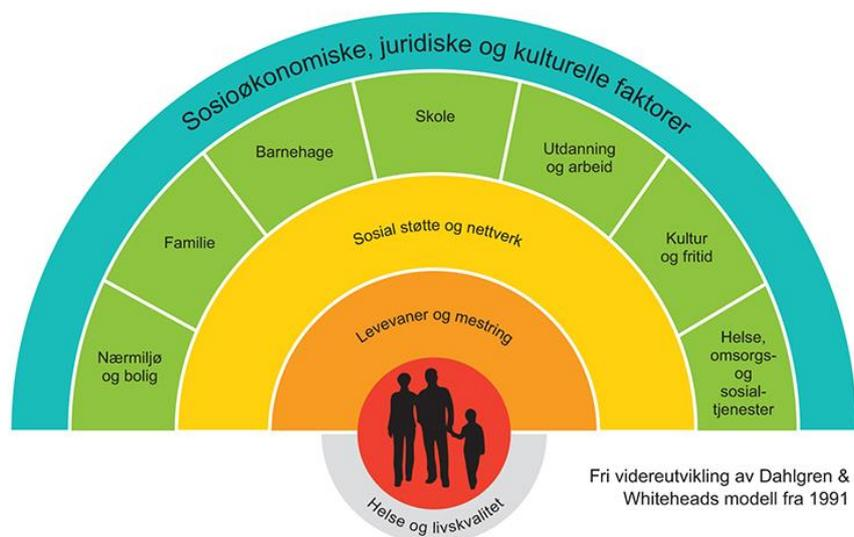 Sosioøkonomiske, juridiske og kulturelle faktorer
Nærmiljø
og bolig
Familie
Barnehage
Skole
Utdanning
og arbeid
Kultur
og fritid
Helse,
omsorgs-
og
sosial-
tjenester
Sosial støtte og nettverk
Levevaner og mestring
Helse og livskvalitet
Fri videreutvikling av Dahlgren &
Whiteheads modell fra 1991